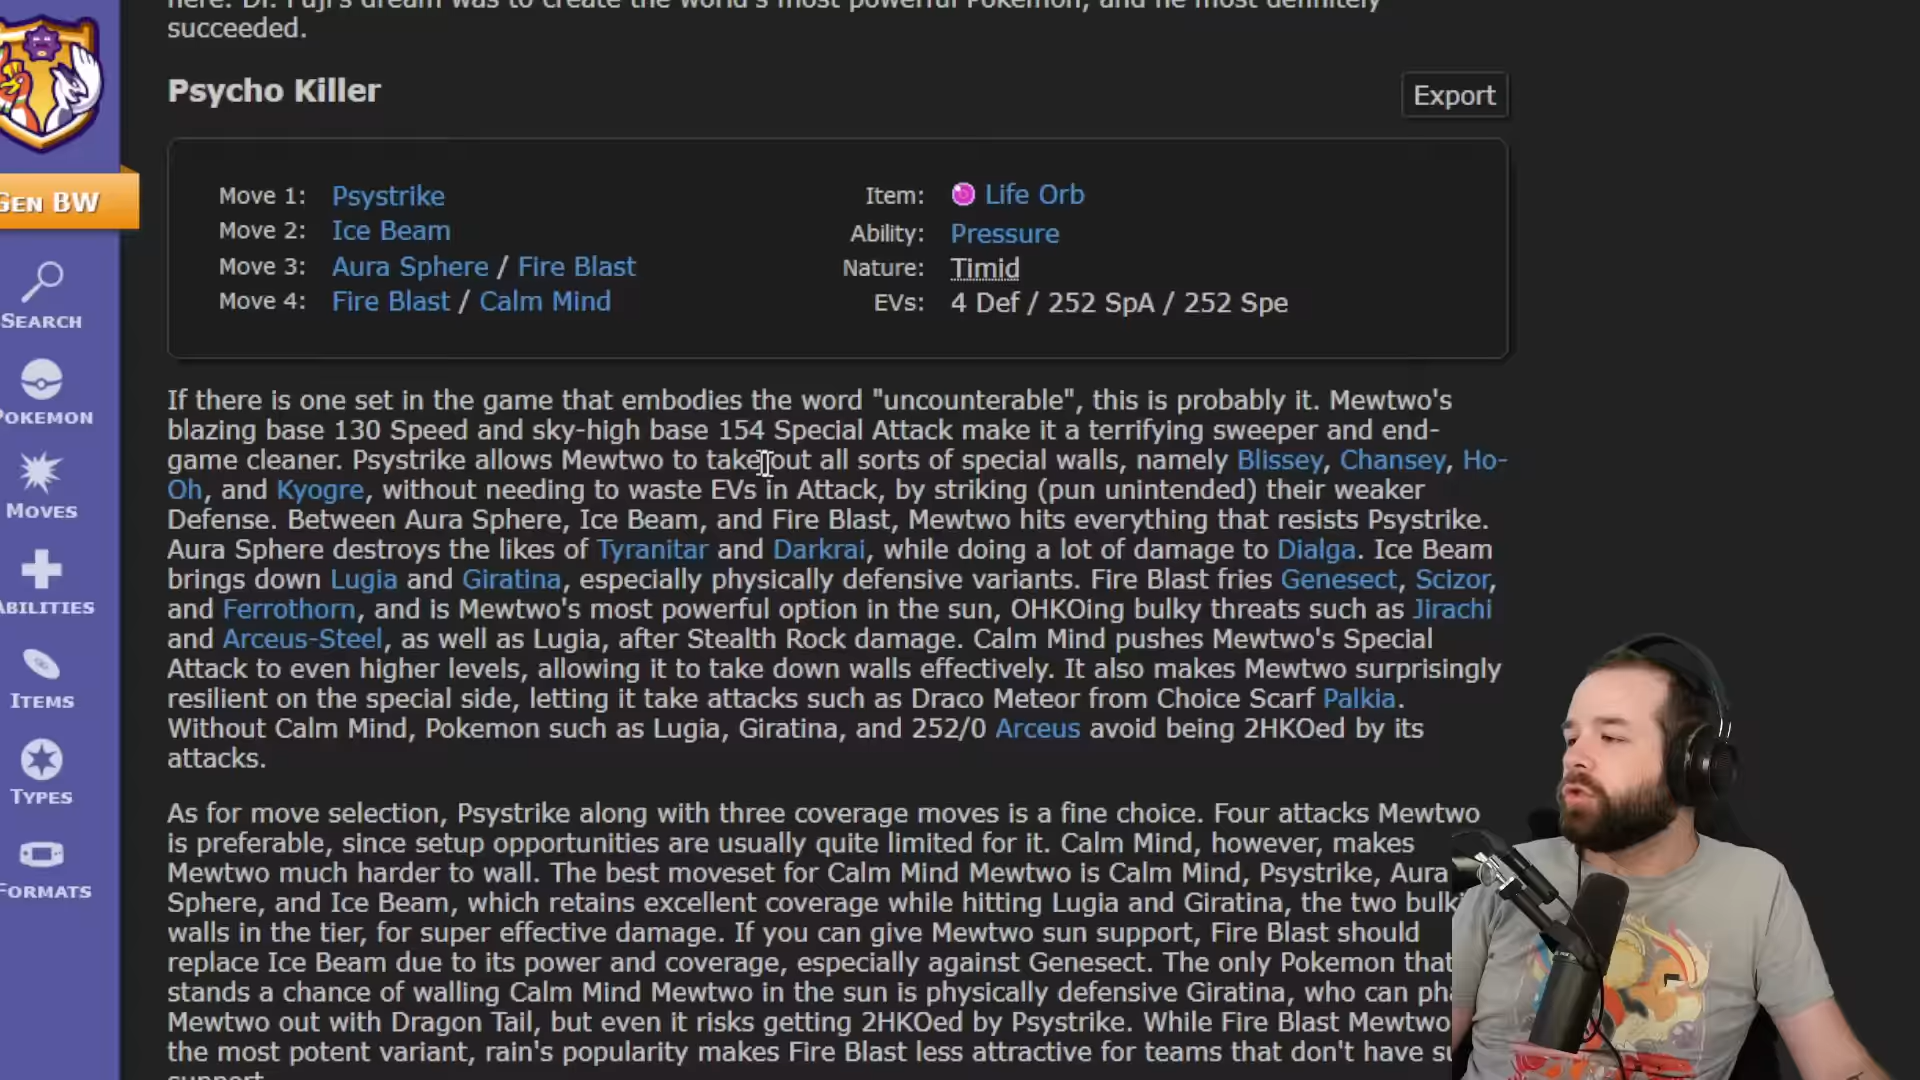 here. Dr. Fuji's dream was to create the world's most powerful Pokemon, and he most definitely
succeeded.
Psycho Killer
Export
Move 1: Psystrike
Move 2: Ice Beam
Move 3: Aura Sphere / Fire Blast
Move 4: Fire Blast / Calm Mind
Item: Life Orb
Ability: Pressure
Nature: Timid
EVs: 4 Def / 252 SpA / 252 Spe
GEN BW
SEARCH
POKEMON
MOVES
ABILITIES
ITEMS
TYPES
FORMATS
If there is one set in the game that embodies the word "uncounterable", this is probably it. Mewtwo's
blazing base 130 Speed and sky-high base 154 Special Attack make it a terrifying sweeper and end-
game cleaner. Psystrike allows Mewtwo to take out all sorts of special walls, namely Blissey, Chansey, Ho-
Oh, and Kyogre, without needing to waste EVs in Attack, by striking (pun unintended) their weaker
Defense. Between Aura Sphere, Ice Beam, and Fire Blast, Mewtwo hits everything that resists Psystrike.
Aura Sphere destroys the likes of Tyranitar and Darkrai, while doing a lot of damage to Dialga. Ice Beam
brings down Lugia and Giratina, especially physically defensive variants. Fire Blast fries Genesect, Scizor,
and Ferrothorn, and is Mewtwo's most powerful option in the sun, OHKOing bulky threats such as Jirachi
and Arceus-Steel, as well as Lugia, after Stealth Rock damage. Calm Mind pushes Mewtwo's Special
Attack to even higher levels, allowing it to take down walls effectively. It also makes Mewtwo surprisingly
resilient on the special side, letting it take attacks such as Draco Meteor from Choice Scarf Palkia.
Without Calm Mind, Pokemon such as Lugia, Giratina, and 252/0 Arceus avoid being 2HKOed by its
attacks.
As for move selection, Psystrike along with three coverage moves is a fine choice. Four attacks Mewtwo
is preferable, since setup opportunities are usually quite limited for it. Calm Mind, however, makes
Mewtwo much harder to wall. The best moveset for Calm Mind Mewtwo is Calm Mind, Psystrike, Aura
Sphere, and Ice Beam, which retains excellent coverage while hitting Lugia and Giratina, the two bulk
walls in the tier, for super effective damage. If you can give Mewtwo sun support, Fire Blast should
replace Ice Beam due to its power and coverage, especially against Genesect. The only Pokemon that
stands a chance of walling Calm Mind Mewtwo in the sun is physically defensive Giratina, who can pha
Mewtwo out with Dragon Tail, but even it risks getting 2HKOed by Psystrike. While Fire Blast Mewtwo
the most potent variant, rain's popularity makes Fire Blast less attractive for teams that don't have su
support.